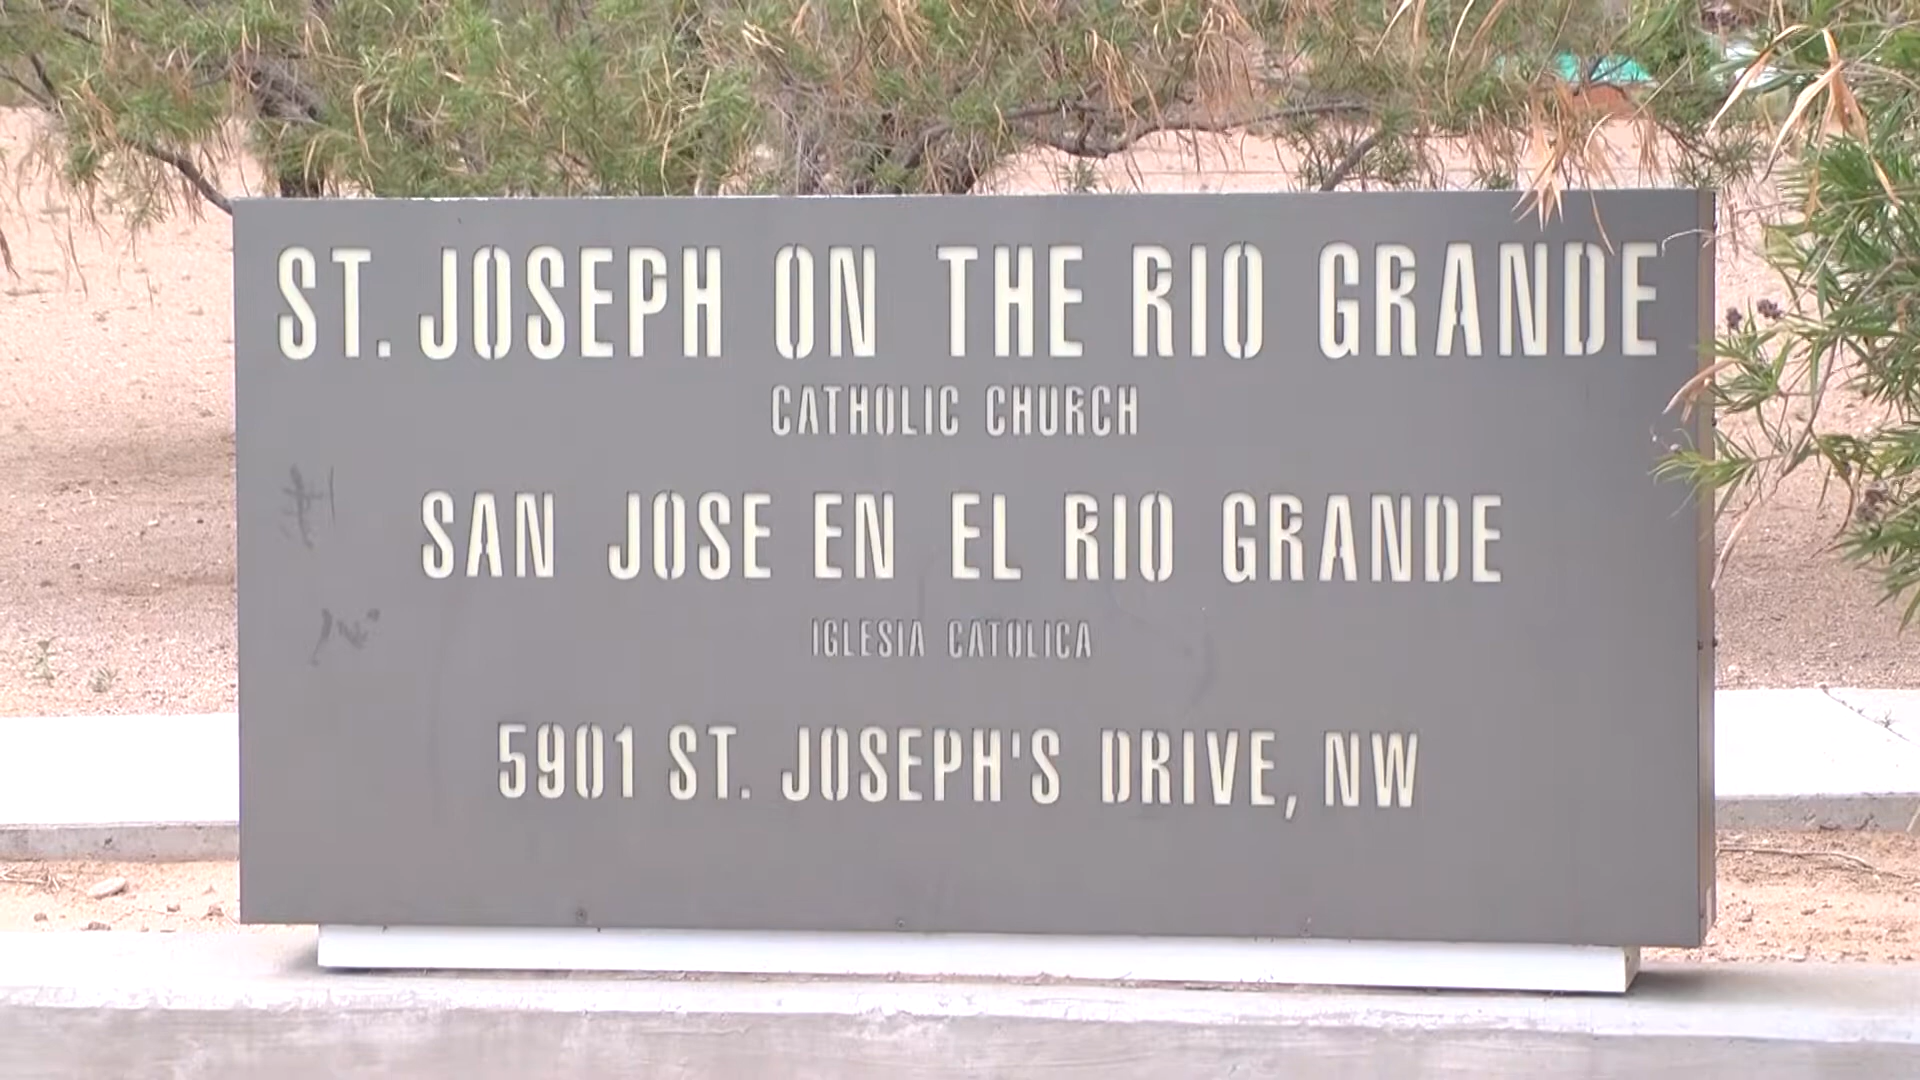 ST. JOSEPH ON THE RIO GRANDE
CATHOLIC CHURCH
SAN JOSE EN EL RIO GRANDE
IGLESIA CATOLICA
5901 ST. JOSEPH'S DRIVE, NW